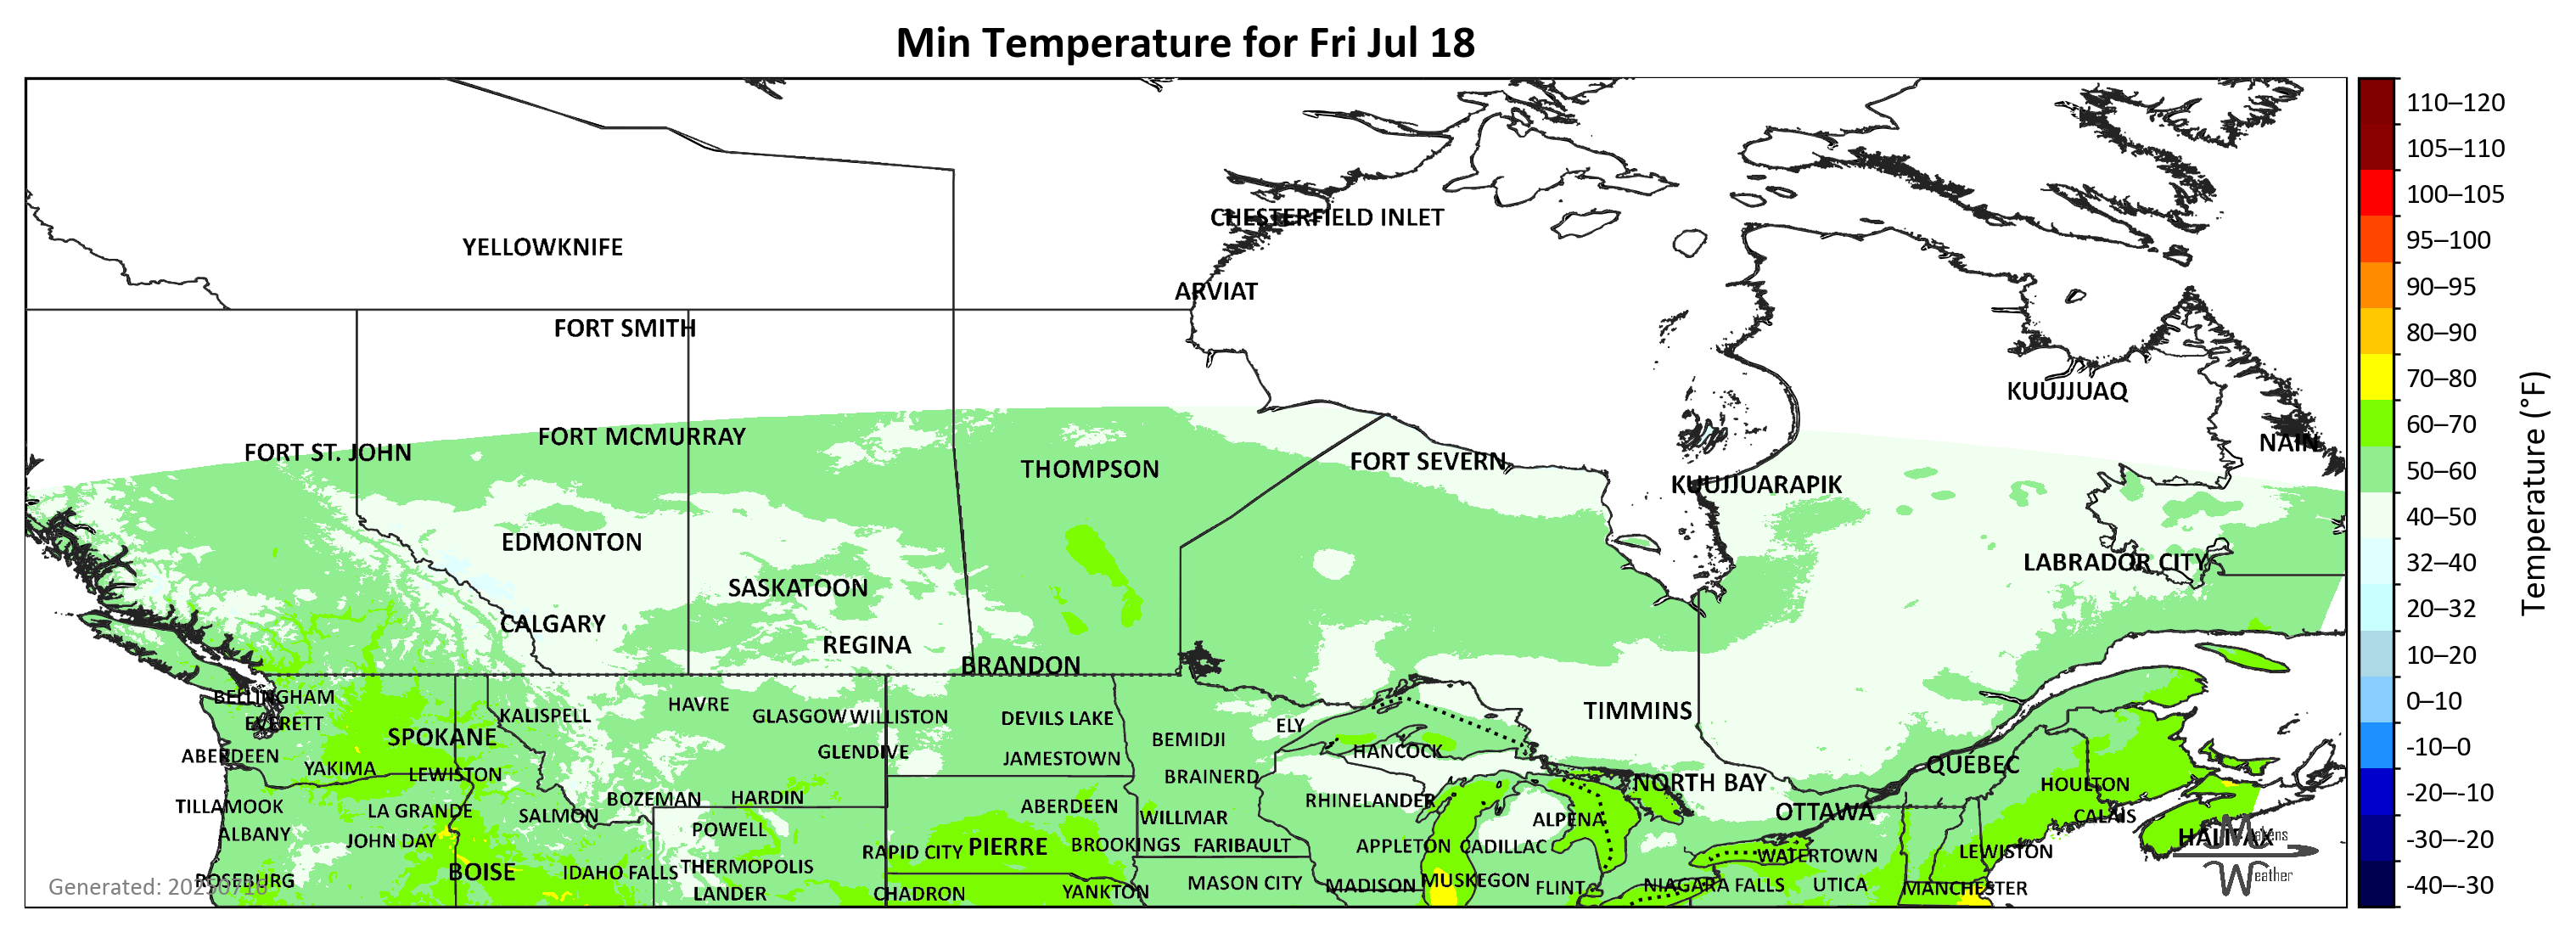 Min Temperature for Fri Jul 18
110–120
105–110
100–105
95–100
90–95
80–90
70–80
60–70
50–60
40–50
32–40
20–32
10–20
0–10
-10–0
-20–-10
-30–-20
-40–-30
Temperature (°F)
CHESTERFIELD INLET
YELLOWKNIFE
ARVIAT
FORT SMITH
KUUJJUAQ
FORT MCMURRAY
NAIN
FORT ST. JOHN
FORT SEVERN
THOMPSON
KUUJJUARAPIK
EDMONTON
LABRADOR CITY
SASKATOON
CALGARY
REGINA
BRANDON
BELLINGHAM
HAVRE
TIMMINS
KALISPELL
GLASGOW
WILLISTON
DEVILS LAKE
EVERETT
ELY
SPOKANE
BEMIDJI
GLENDIVE
HANCOCK
ABERDEEN
JAMESTOWN
QUÉBEC
YAKIMA
LEWISTON
BRAINERD
NORTH BAY
HOULTON
BOZEMAN
HARDIN
RHINELANDER
TILLAMOOK
LA GRANDE
ABERDEEN
SALMON
WILLMAR
OTTAWA
CALAIS
ALPENA
POWELL
ALBANY
JOHN DAY
HALIFAX
Makens
Weather
RAPID CITY
PIERRE
BROOKINGS
FARIBAULT
APPLETON
CADILLAC
LEWISTON
WATERTOWN
THERMOPOLIS
BOISE
IDAHO FALLS
ROSEBURG
MUSKEGON
MASON CITY
MADISON
NIAGARA FALLS
UTICA
FLINT
MANCHESTER
LANDER
CHADRON
YANKTON
Generated: 20250716